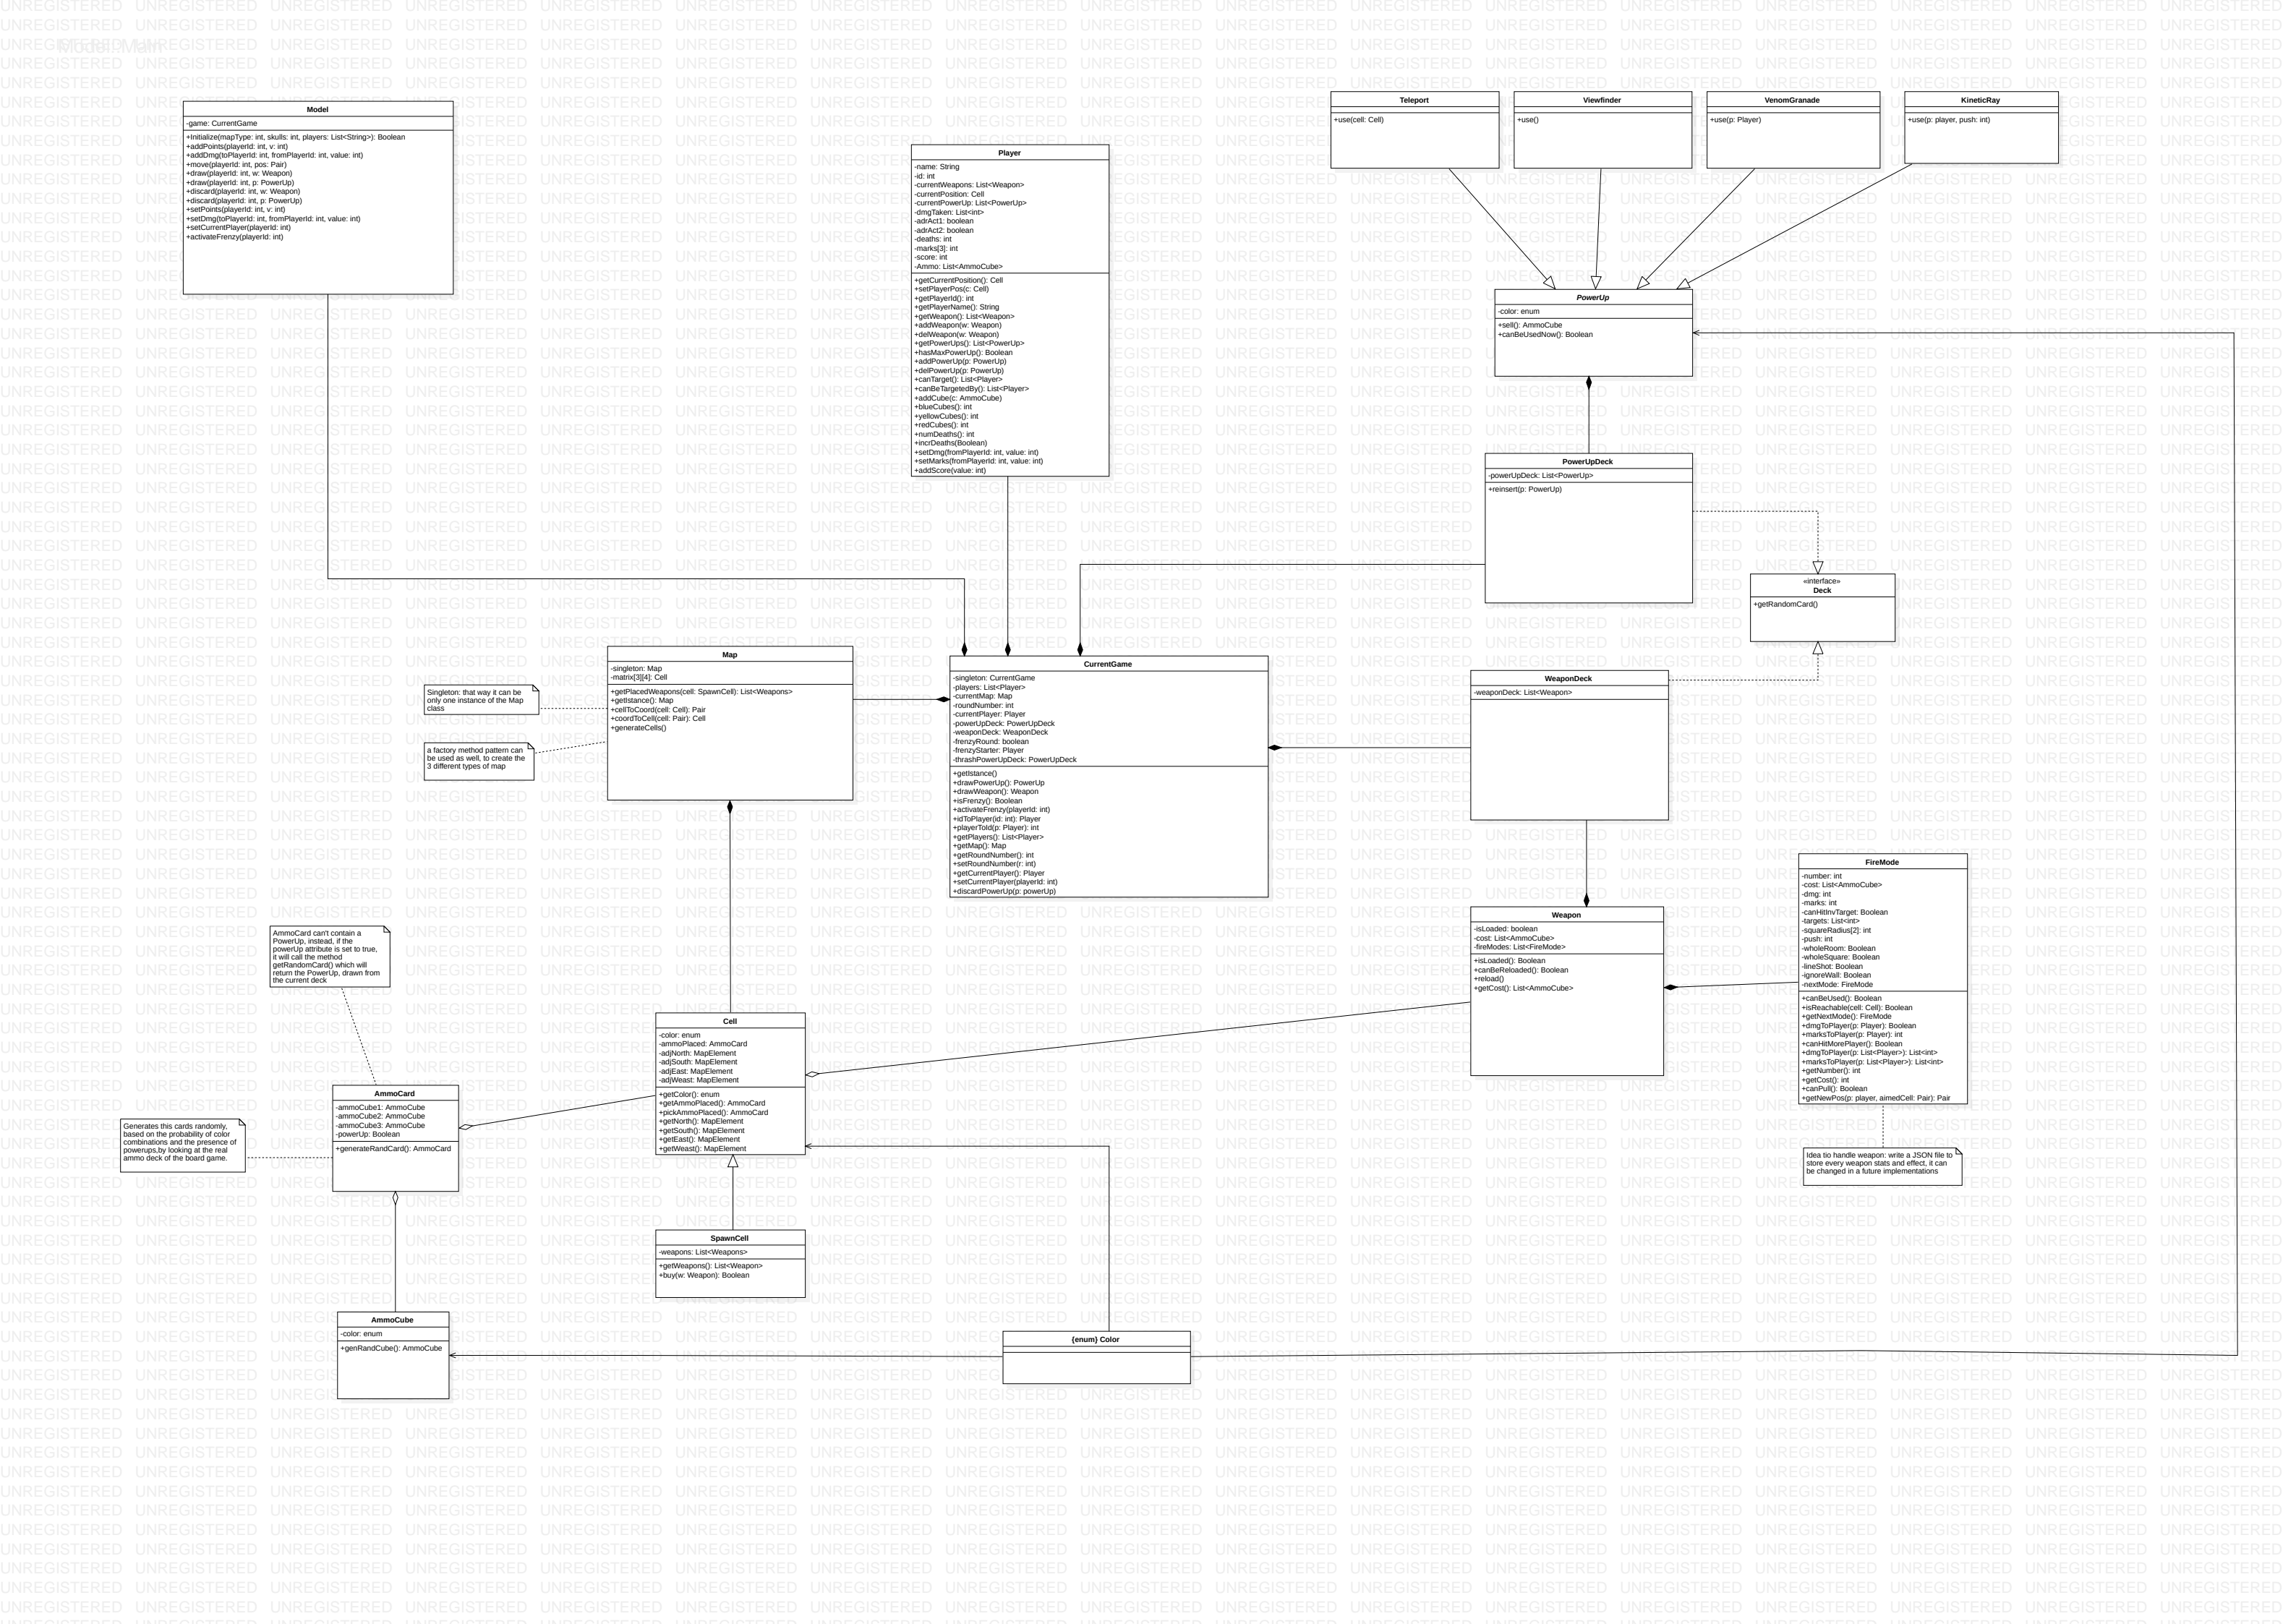 Model::Main
Model
-game: CurrentGame
+Initialize(mapType: int, skulls: int, players: List<String>): Boolean
+addPoints(playerId: int, v: int)
+addDmg(toPlayerId: int, fromPlayerId: int, value: int)
+move(playerId: int, pos: Pair)
+draw(playerId: int, w: Weapon)
+draw(playerId: int, p: PowerUp)
+discard(playerId: int, w: Weapon)
+discard(playerId: int, p: PowerUp)
+setPoints(playerId: int, v: int)
+setDmg(toPlayerId: int, fromPlayerId: int, value: int)
+setCurrentPlayer(playerId: int)
+activateFrenzy(playerId: int)
Player
-name: String
-id: int
-currentWeapons: List<Weapon>
-currentPosition: Cell
-currentPowerUp: List<PowerUp>
-dmgTaken: List<int>
-adrAct1: boolean
-adrAct2: boolean
-deaths: int
-marks[3]: int
-score: int
-Ammo: List<AmmoCube>
+getCurrentPosition(): Cell
+setPlayerPos(c: Cell)
+getPlayerId(): int
+getPlayerName(): String
+getWeapon(): List<Weapon>
+addWeapon(w: Weapon)
+delWeapon(w: Weapon)
+getPowerUps(): List<PowerUp>
+hasMaxPowerUp(): Boolean
+addPowerUp(p: PowerUp)
+delPowerUp(p: PowerUp)
+canTarget(): List<Player>
+canBeTargetedBy(): List<Player>
+addCube(c: AmmoCube)
+blueCubes(): int
+yellowCubes(): int
+redCubes(): int
+numDeaths(): int
+incrDeaths(Boolean)
+setDmg(fromPlayerId: int, value: int)
+setMarks(fromPlayerId: int, value: int)
+addScore(value: int)
Teleport
+use(cell: Cell)
Viewfinder
+use()
VenomGranade
+use(p: Player)
KineticRay
+use(p: player, push: int)
PowerUp
-color: enum
+sell(): AmmoCube
+canBeUsedNow(): Boolean
PowerUpDeck
-powerUpDeck: List<PowerUp>
+reinsert(p: PowerUp)
«interface»
Deck
+getRandomCard()
Map
-singleton: Map
-matrix[3][4]: Cell
+getPlacedWeapons(cell: SpawnCell): List<Weapons>
+getIstance(): Map
+cellToCoord(cell: Cell): Pair
+coordToCell(cell: Pair): Cell
+generateCells()
Singleton: that way it can be
only one instance of the Map
class
a factory method pattern can
be used as well, to create the
3 different types of map
CurrentGame
-singleton: CurrentGame
-players: List<Player>
-currentMap: Map
-roundNumber: int
-currentPlayer: Player
-powerUpDeck: PowerUpDeck
-weaponDeck: WeaponDeck
-frenzyRound: boolean
-frenzyStarter: Player
-thrashPowerUpDeck: PowerUpDeck
+getIstance()
+drawPowerUp(): PowerUp
+drawWeapon(): Weapon
+isFrenzy(): Boolean
+activateFrenzy(playerId: int)
+idToPlayer(id: int): Player
+playerToId(p: Player): int
+getPlayers(): List<Player>
+getMap(): Map
+getRoundNumber(): int
+setRoundNumber(r: int)
+getCurrentPlayer(): Player
+setCurrentPlayer(playerId: int)
+discardPowerUp(p: powerUp)
WeaponDeck
-weaponDeck: List<Weapon>
Weapon
-isLoaded: boolean
-cost: List<AmmoCube>
-fireModes: List<FireMode>
+isLoaded(): Boolean
+canBeReloaded(): Boolean
+reload()
+getCost(): List<AmmoCube>
FireMode
-number: int
-cost: List<AmmoCube>
-dmg: int
-marks: int
-canHitInvTarget: Boolean
-targets: List<int>
-squareRadius[2]: int
-push: int
-wholeRoom: Boolean
-wholeSquare: Boolean
-lineShot: Boolean
-ignoreWall: Boolean
-nextMode: FireMode
+canBeUsed(): Boolean
+isReachable(cell: Cell): Boolean
+getNextMode(): FireMode
+dmgToPlayer(p: Player): Boolean
+marksToPlayer(p: Player): int
+canHitMorePlayer(): Boolean
+dmgToPlayer(p: List<Player>): List<int>
+marksToPlayer(p: List<Player>): List<int>
+getNumber(): int
+getCost(): int
+canPull(): Boolean
+getNewPos(p: player, aimedCell: Pair): Pair
Idea tio handle weapon: write a JSON file to
store every weapon stats and effect, it can
be changed in a future implementations
AmmoCard can't contain a
PowerUp, instead, if the
powerUp attribute is set to true,
it will call the method
getRandomCard() which will
return the PowerUp, drawn from
the current deck
Cell
-color: enum
-ammoPlaced: AmmoCard
-adjNorth: MapElement
-adjSouth: MapElement
-adjEast: MapElement
-adjWeast: MapElement
+getColor(): enum
+getAmmoPlaced(): AmmoCard
+pickAmmoPlaced(): AmmoCard
+getNorth(): MapElement
+getSouth(): MapElement
+getEast(): MapElement
+getWeast(): MapElement
AmmoCard
-ammoCube1: AmmoCube
-ammoCube2: AmmoCube
-ammoCube3: AmmoCube
-powerUp: Boolean
+generateRandCard(): AmmoCard
Generates this cards randomly,
based on the probability of color
combinations and the presence of
powerups,by looking at the real
ammo deck of the board game.
SpawnCell
-weapons: List<Weapons>
+getWeapons(): List<Weapon>
+buy(w: Weapon): Boolean
AmmoCube
-color: enum
+genRandCube(): AmmoCube
{enum} Color
UNREGISTERED